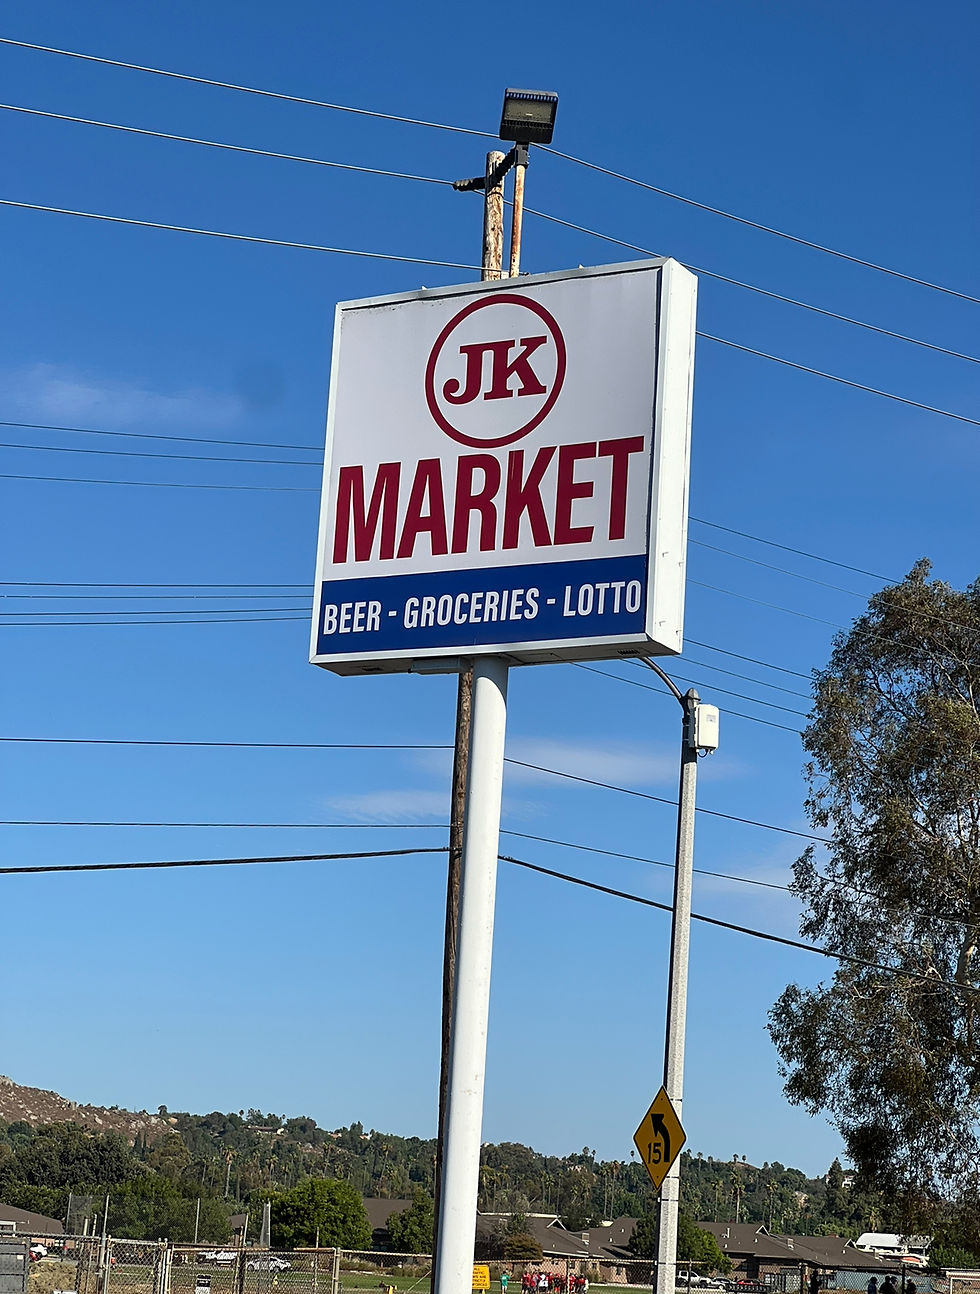 JK
MARKET
BEER - GROCERIES - LOTTO
15